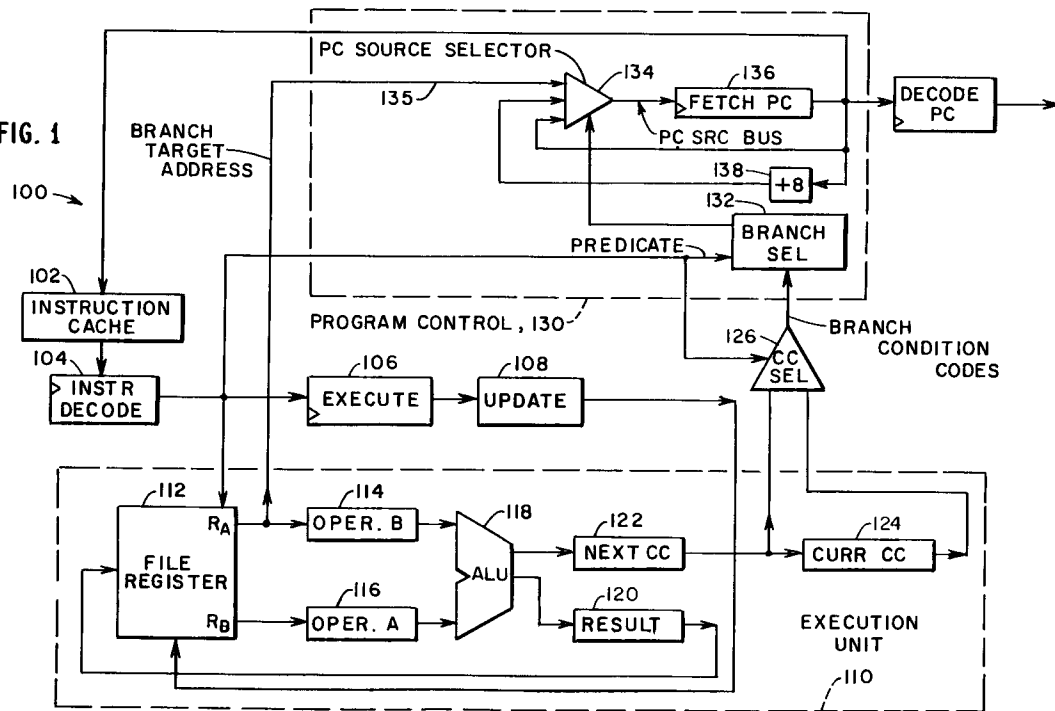 FIG. 1
100
PC SOURCE SELECTOR
134
136
135
FETCH PC
DECODE
PC
PC SRC BUS
BRANCH
TARGET
ADDRESS
138
+8
132
BRANCH
SEL
PREDICATE
PROGRAM CONTROL, 130
102
INSTRUCTION
CACHE
104
INSTR
DECODE
106
EXECUTE
108
UPDATE
126
CC
SEL
BRANCH
CONDITION
CODES
112
RA
FILE
REGISTER
RB
114
OPER. B
116
OPER. A
118
ALU
122
NEXT CC
120
RESULT
124
CURR CC
EXECUTION
UNIT
110